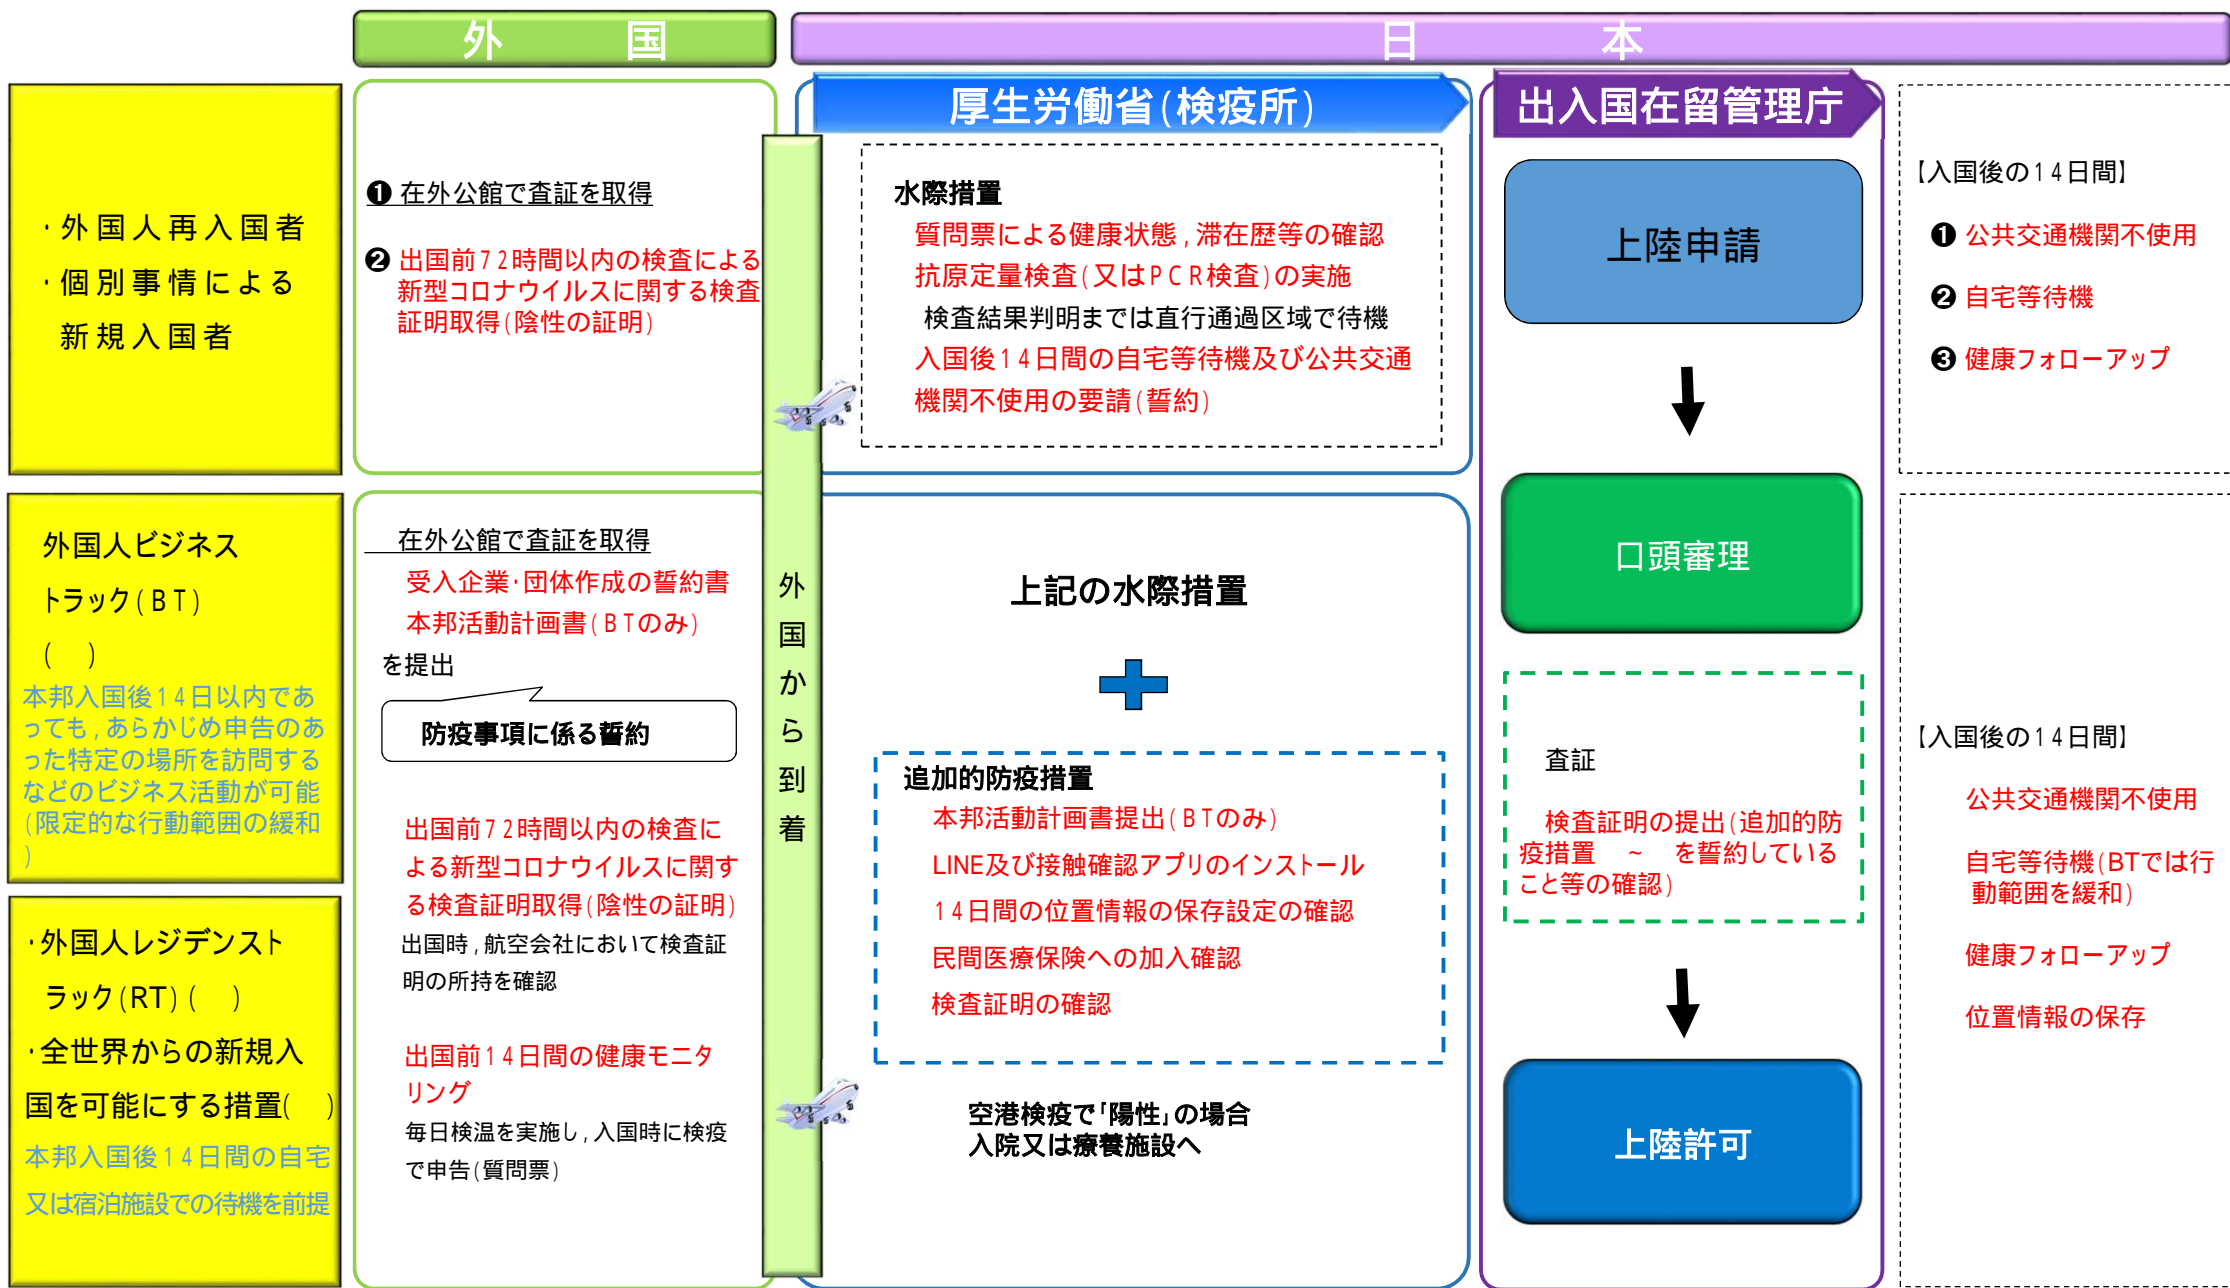 外国
日本
厚生労働省(検疫所)
出入国在留管理庁
・外国人再入国者
・個別事情による
新規入国者
❶ 在外公館で査証を取得
❷ 出国前72時間以内の検査による
新型コロナウイルスに関する検査
証明取得(陰性の証明)
水際措置
質問票による健康状態,滞在歴等の確認
抗原定量検査(又はPCR検査)の実施
検査結果判明までは直行通過区域で待機
入国後14日間の自宅等待機及び公共交通
機関不使用の要請(誓約)
上陸申請
【入国後の14日間】
❶ 公共交通機関不使用
❷ 自宅等待機
❸ 健康フォローアップ
外国人ビジネス
トラック(BT)
( )
本邦入国後14日以内であ
っても,あらかじめ申告のあ
った特定の場所を訪問する
などのビジネス活動が可能
(限定的な行動範囲の緩和
)
・外国人レジデンスト
ラック(RT)( )
・全世界からの新規入
国を可能にする措置( )
本邦入国後14日間の自宅
又は宿泊施設での待機を前提
在外公館で査証を取得
受入企業・団体作成の誓約書
本邦活動計画書(BTのみ)
を提出
防疫事項に係る誓約
出国前72時間以内の検査に
よる新型コロナウイルスに関す
る検査証明取得(陰性の証明)
出国時,航空会社において検査証
明の所持を確認
出国前14日間の健康モニタ
リング
毎日検温を実施し,入国時に検疫
で申告(質問票)
外国から到着
上記の水際措置
追加的防疫措置
本邦活動計画書提出(BTのみ)
LINE及び接触確認アプリのインストール
14日間の位置情報の保存設定の確認
民間医療保険への加入確認
検査証明の確認
空港検疫で「陽性」の場合
入院又は療養施設へ
口頭審理
査証
検査証明の提出(追加的防
疫措置 ~ を誓約している
こと等の確認)
上陸許可
【入国後の14日間】
公共交通機関不使用
自宅等待機(BTでは行
動範囲を緩和)
健康フォローアップ
位置情報の保存